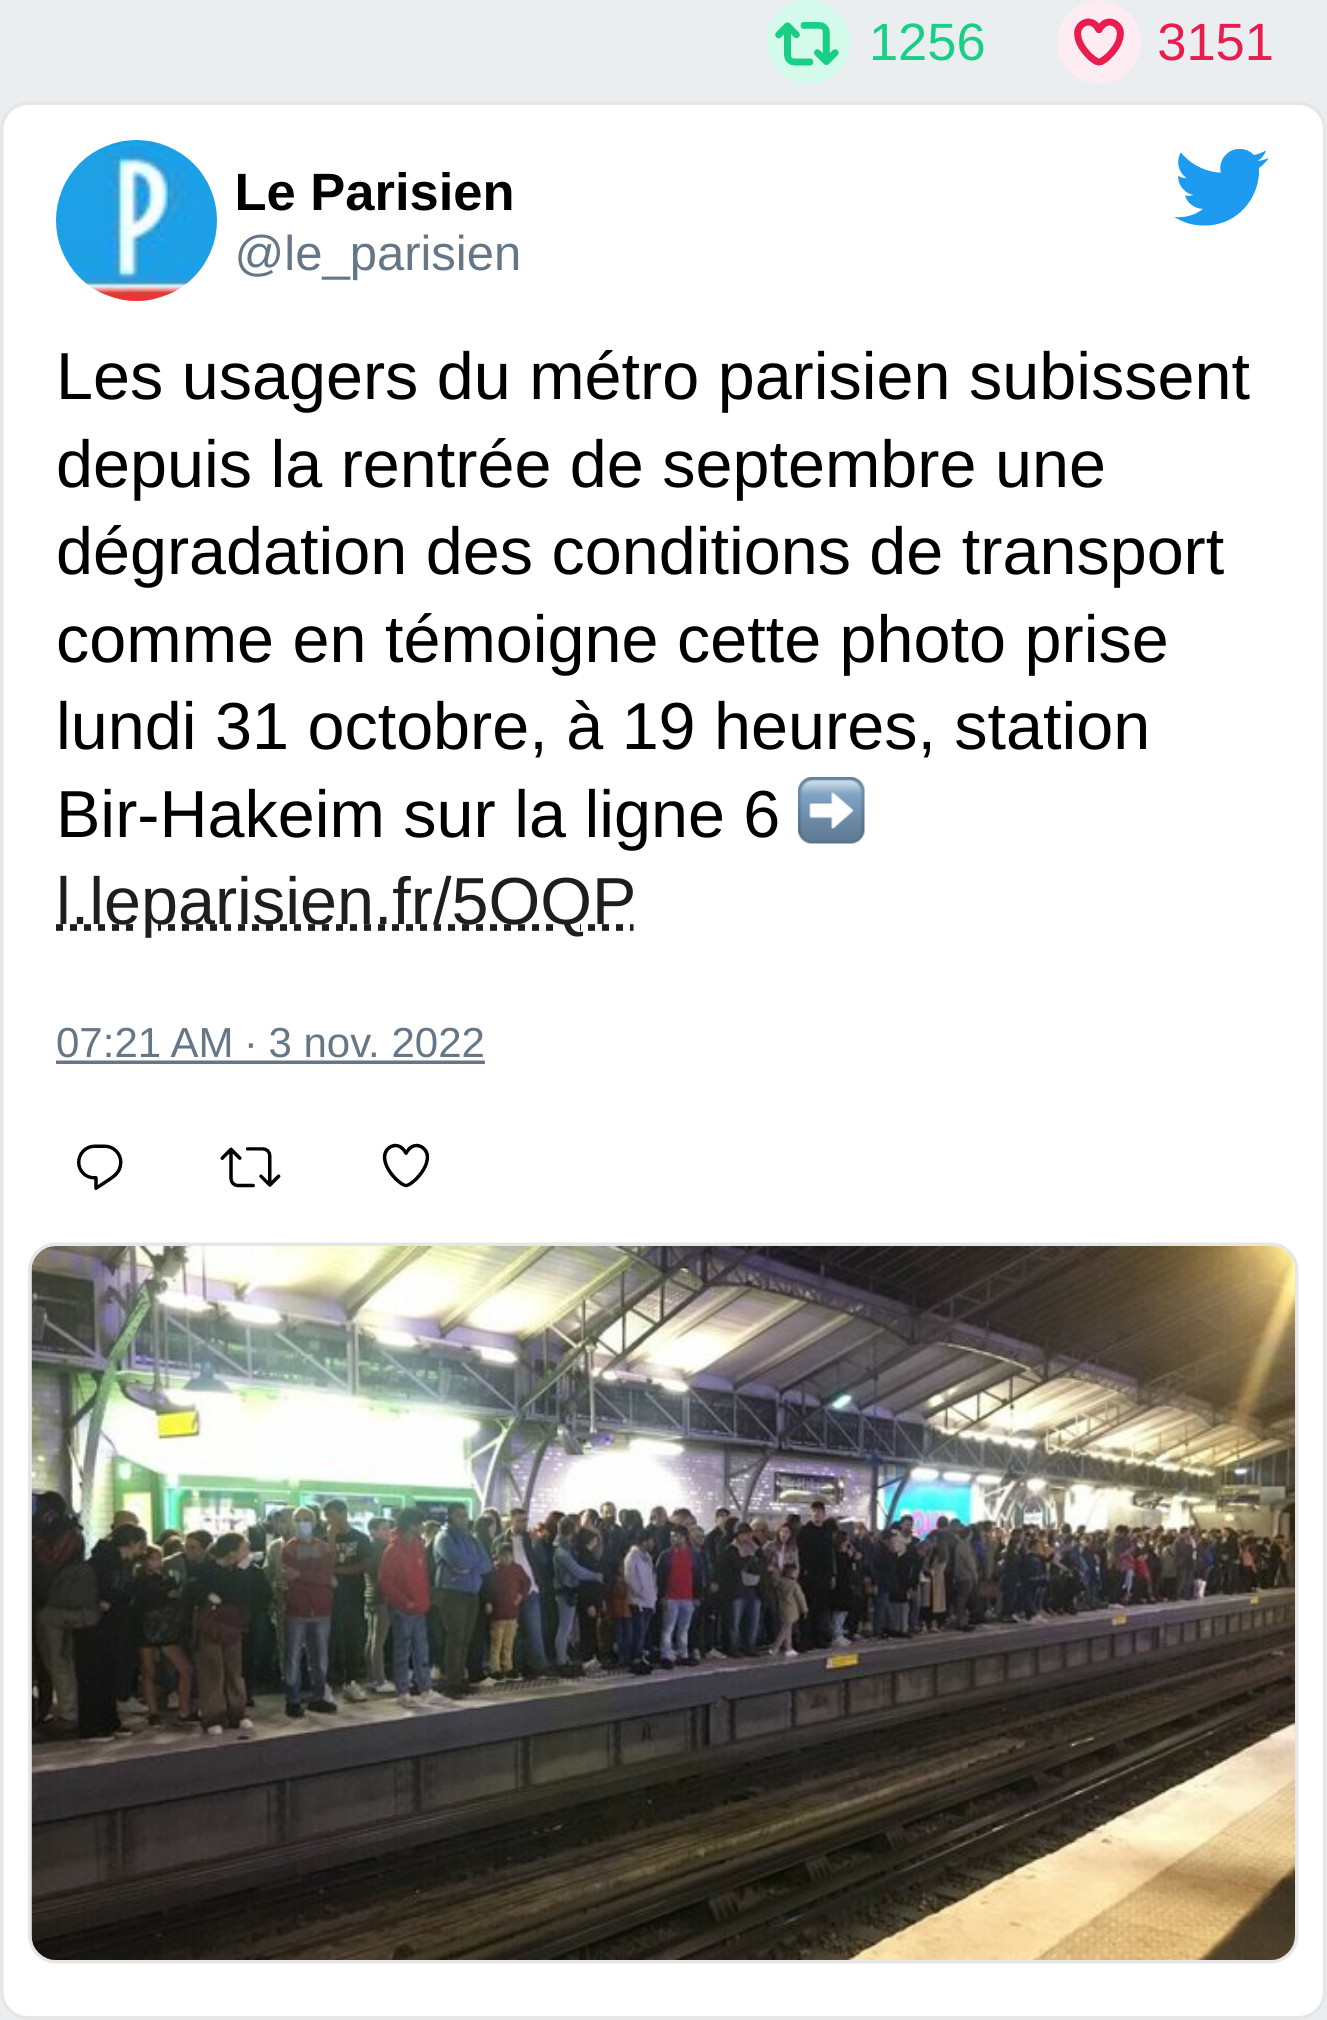 1256 3151
Le Parisien
@le_parisien
Les usagers du métro parisien subissent
depuis la rentrée de septembre une
dégradation des conditions de transport
comme en témoigne cette photo prise
lundi 31 octobre, à 19 heures, station
Bir-Hakeim sur la ligne 6 ➡️
l.leparisien.fr/5OQP
07:21 AM · 3 nov. 2022